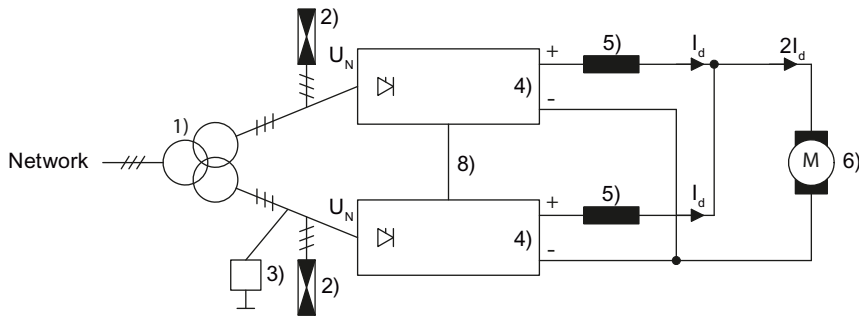 2)
U_N
+
5)
I_d
2I_d
4)
-
1)
Network
8)
M
6)
U_N
+
5)
I_d
4)
-
3)
2)